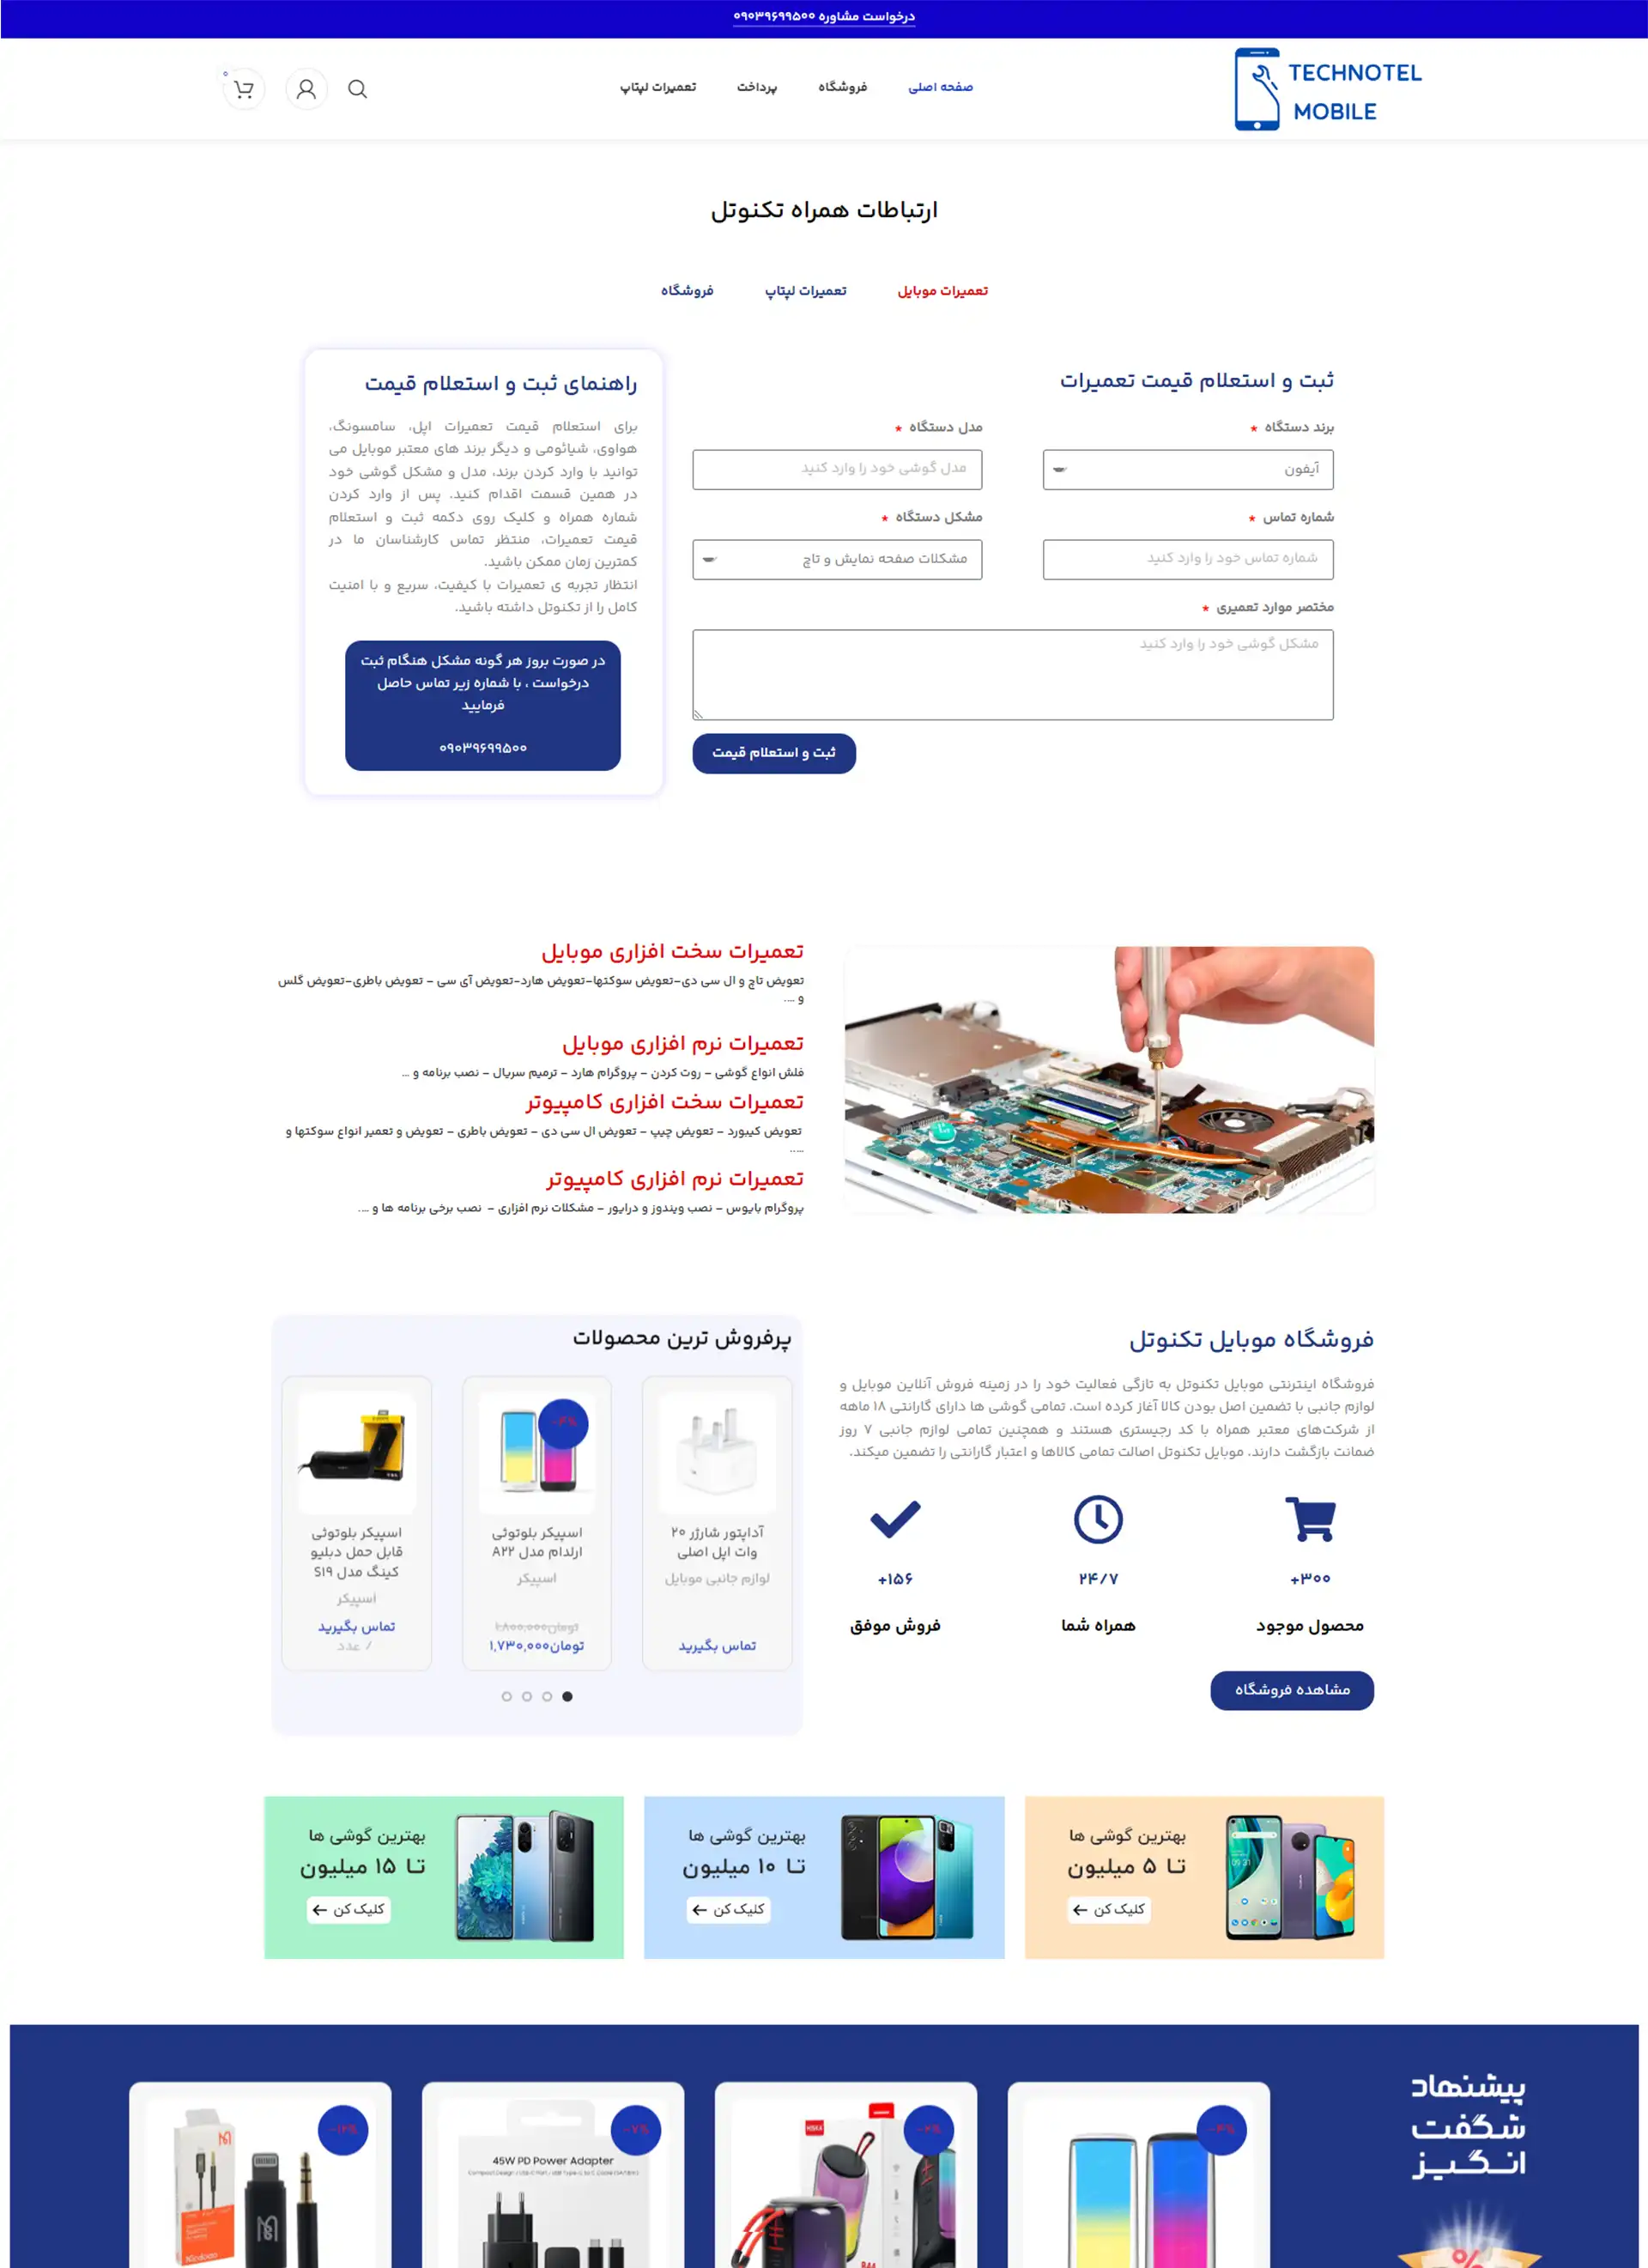 درخواست مشاوره ۰۹۰۳۹۶۹۹۵۰۰
TECHNOTEL
MOBILE
صفحه اصلی
فروشگاه
پرداخت
تعمیرات لپتاپ
۰
ارتباطات همراه تکنوتل
تعمیرات موبایل
تعمیرات لپتاپ
فروشگاه
ثبت و استعلام قیمت تعمیرات
برند دستگاه *
مدل دستگاه *
آیفون
مدل گوشی خود را وارد کنید
شماره تماس *
مشکل دستگاه *
شماره تماس خود را وارد کنید
مشکلات صفحه نمایش و تاچ
مختصر موارد تعمیری *
مشکل گوشی خود را وارد کنید
ثبت و استعلام قیمت
راهنمای ثبت و استعلام قیمت
برای استعلام قیمت تعمیرات اپل، سامسونگ،
هواوی، شیائومی و دیگر برند های معتبر موبایل می
توانید با وارد کردن برند، مدل و مشکل گوشی خود
در همین قسمت اقدام کنید. پس از وارد کردن
شماره همراه و کلیک روی دکمه ثبت و استعلام
قیمت تعمیرات، منتظر تماس کارشناسان ما در
کمترین زمان ممکن باشید.
انتظار تجربه ی تعمیرات با کیفیت، سریع و با امنیت
کامل را از تکنوتل داشته باشید.
در صورت بروز هر گونه مشکل هنگام ثبت
درخواست ، با شماره زیر تماس حاصل
فرمایید
۰۹۰۳۹۶۹۹۵۰۰
تعمیرات سخت افزاری موبایل
تعویض تاچ و ال سی دی-تعویض سوکتها-تعویض هارد-تعویض آی سی – تعویض باطری-تعویض گلس
و ….
تعمیرات نرم افزاری موبایل
فلش انواع گوشی – روت کردن – پروگرام هارد – ترمیم سریال – نصب برنامه و …
تعمیرات سخت افزاری کامپیوتر
تعویض کیبورد – تعویض چیپ – تعویض ال سی دی – تعویض باطری – تعویض و تعمیر انواع سوکتها و
…..
تعمیرات نرم افزاری کامپیوتر
پروگرام بایوس – نصب ویندوز و درایور – مشکلات نرم افزاری – نصب برخی برنامه ها و ….
فروشگاه موبایل تکنوتل
فروشگاه اینترنتی موبایل تکنوتل به تازگی فعالیت خود را در زمینه فروش آنلاین موبایل و
لوازم جانبی با تضمین اصل بودن کالا آغاز کرده است. تمامی گوشی ها دارای گارانتی ۱۸ ماهه
از شرکت‌های معتبر همراه با کد رجیستری هستند و همچنین تمامی لوازم جانبی ۷ روز
ضمانت بازگشت دارند. موبایل تکنوتل اصالت تمامی کالاها و اعتبار گارانتی را تضمین میکند.
+۳۰۰
۲۴/۷
+۱۵۶
محصول موجود
همراه شما
فروش موفق
مشاهده فروشگاه
پرفروش ترین محصولات
آداپتور شارژر ۲۰
وات اپل اصلی
لوازم جانبی موبایل
تماس بگیرید
-۴%
اسپیکر بلوتوثی
ارلدام مدل A۲۲
اسپیکر
تومان۱,۸۰۰,۰۰۰
تومان۱,۷۳۰,۰۰۰
اسپیکر بلوتوثی
قابل حمل دبلیو
کینگ مدل S۱۹
اسپیکر
تماس بگیرید
/ عدد
بهترین گوشی ها
تا ۵ میلیون
کلیک کن
بهترین گوشی ها
تا ۱۰ میلیون
کلیک کن
بهترین گوشی ها
تا ۱۵ میلیون
کلیک کن
پیشنهاد
شگفت
انگیز
%
-۴%
-۷%
-۱۲%
45W PD Power Adapter